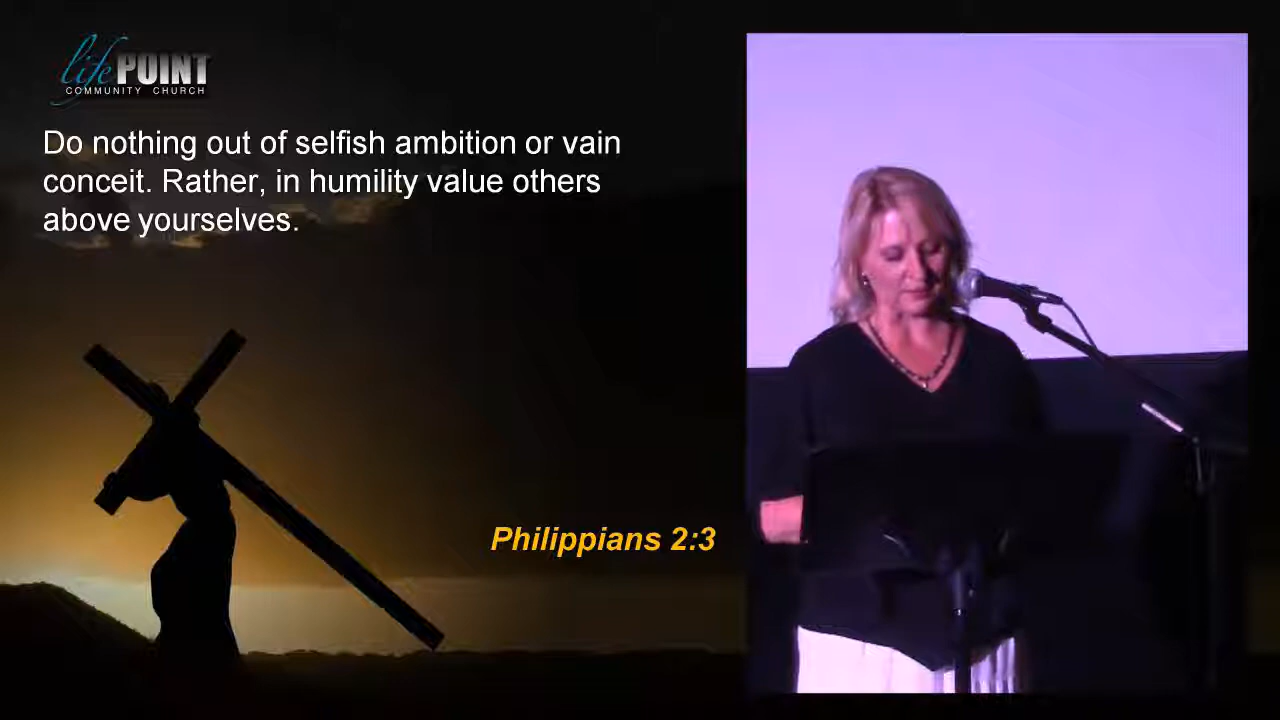 lifePOINT
COMMUNITY CHURCH
Do nothing out of selfish ambition or vain
conceit. Rather, in humility value others
above yourselves.
Philippians 2:3